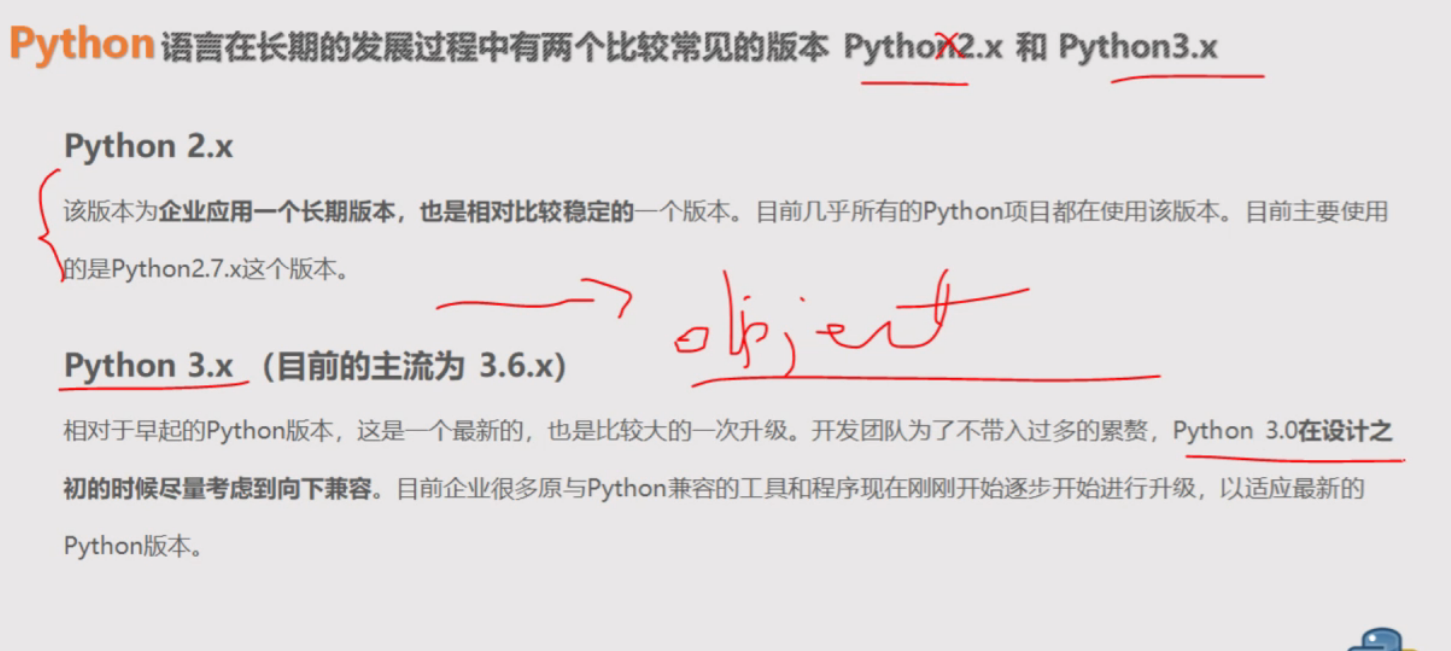 Python 语言在长期的发展过程中有两个比较常见的版本 Python2.x 和 Python3.x
Python 2.x
该版本为企业应用一个长期版本，也是相对比较稳定的一个版本。目前几乎所有的Python项目都在使用该版本。目前主要使用
的是Python2.7.x这个版本。
object
Python 3.x （目前的主流为 3.6.x）
相对于早起的Python版本，这是一个最新的，也是比较大的一次升级。开发团队为了不带入过多的累赘，Python 3.0在设计之
初的时候尽量考虑到向下兼容。目前企业很多原与Python兼容的工具和程序现在刚刚开始逐步开始进行升级，以适应最新的
Python版本。